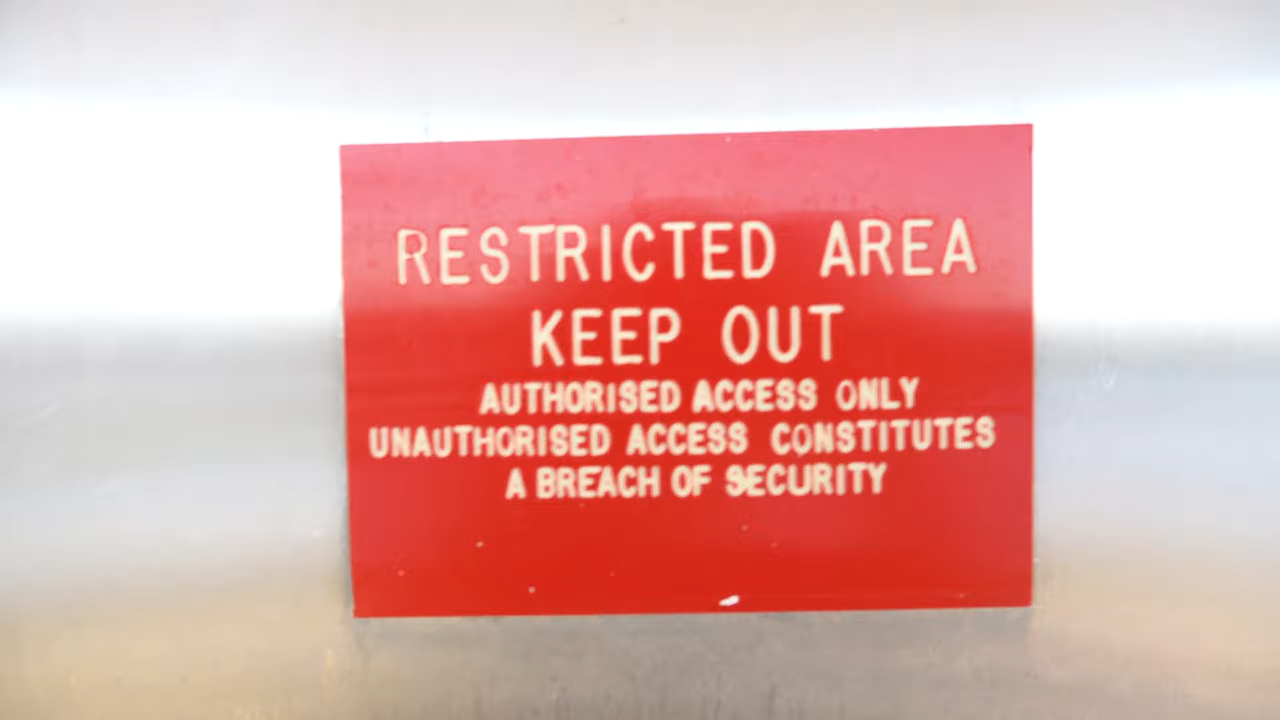 RESTRICTED AREA
KEEP OUT
AUTHORISED ACCESS ONLY
UNAUTHORISED ACCESS CONSTITUTES
A BREACH OF SECURITY